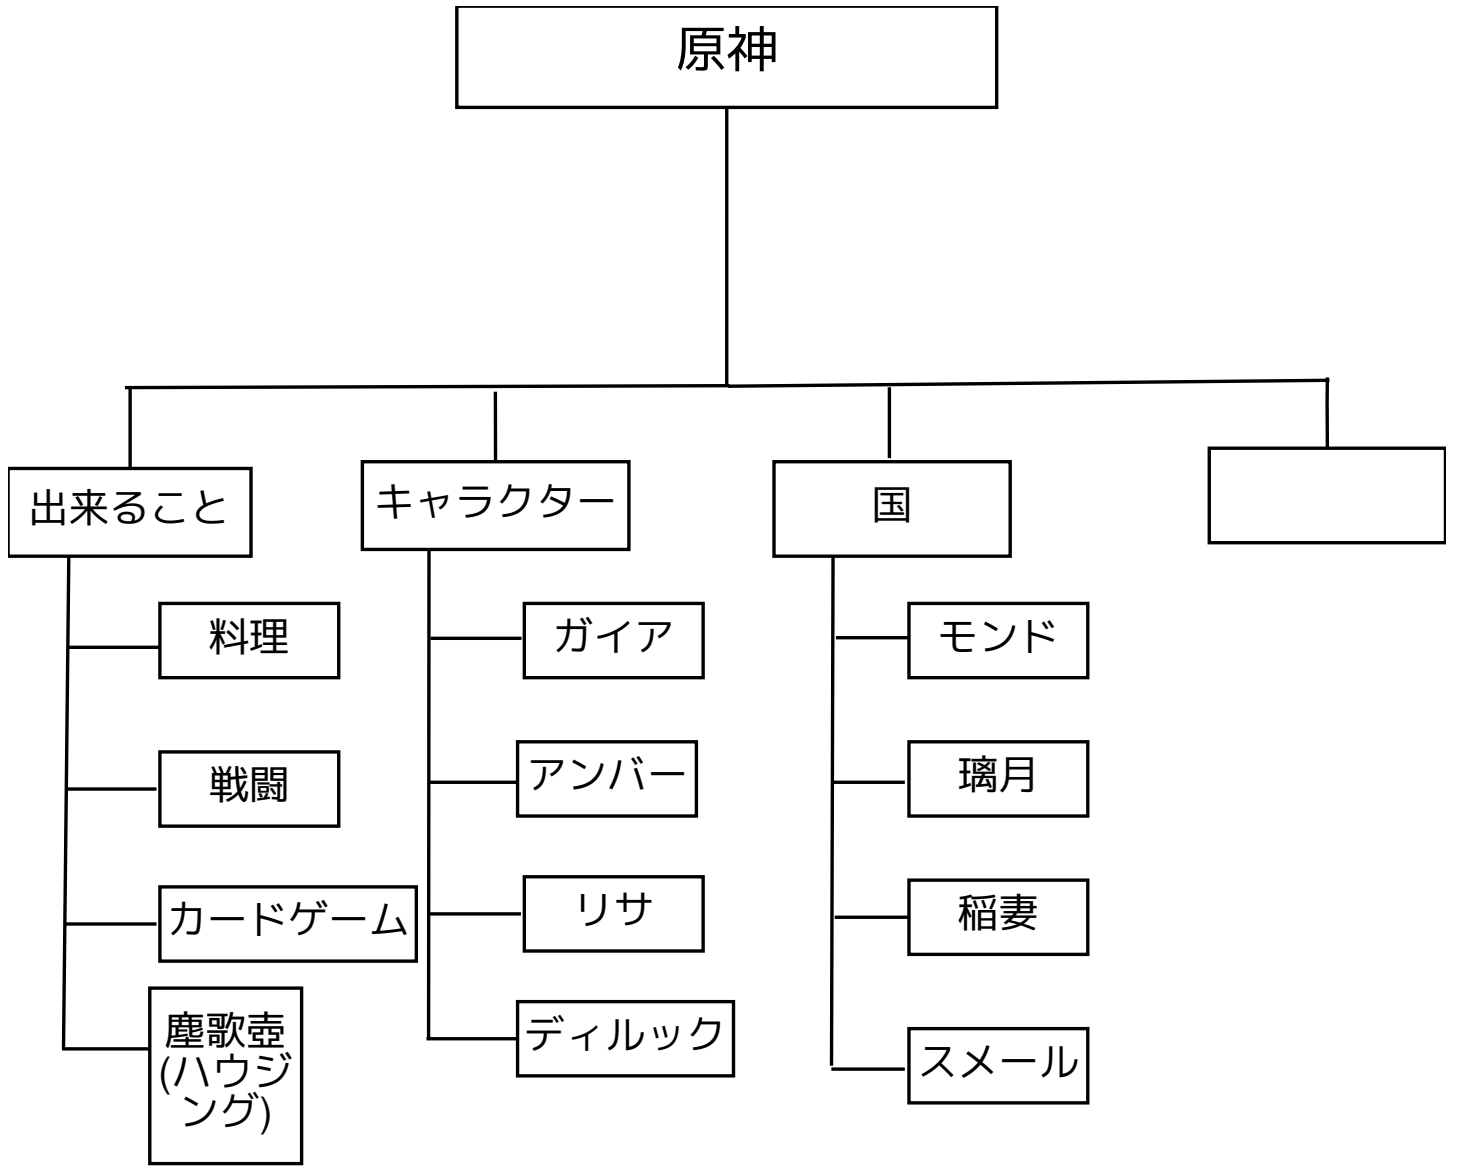 原神
出来ること
キャラクター
国
料理
戦闘
カードゲーム
塵歌壺
(ハウジ
ング)
ガイア
アンバー
リサ
ディルック
モンド
璃月
稲妻
スメール